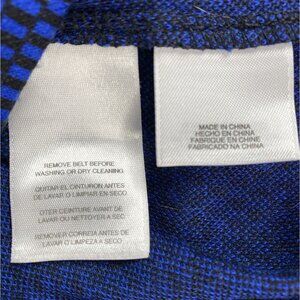 REMOVE BELT BEFORE
WASHING OR DRY CLEANING
QUITAR EL CINTURON ANTES
DE LAVAR O LIMPIAR EN SECO
OTER CEINTURE AVANT DE
LAVAR OU NETTOYER A SEC
REMOVER CORREIA ANTES DE
LAVAR O LIMPEZA A SECO
MADE IN CHINA
HECHO EN CHINA
FABRIQUE EN CHINE
FABRICADO NA CHINA